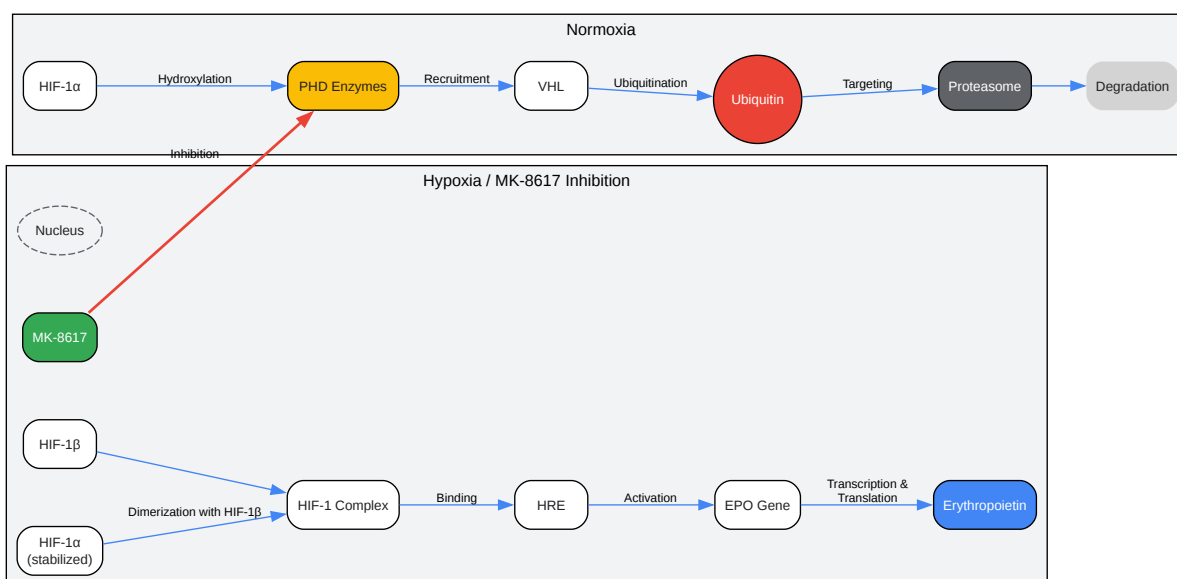 Normoxia
HIF-1α
Hydroxylation
PHD Enzymes
Recruitment
VHL
Ubiquitination
Ubiquitin
Targeting
Proteasome
Degradation
Inhibition
Hypoxia / MK-8617 Inhibition
Nucleus
MK-8617
HIF-1β
HIF-1α
(stabilized)
Dimerization with HIF-1β
HIF-1 Complex
Binding
HRE
Activation
EPO Gene
Transcription &
Translation
Erythropoietin